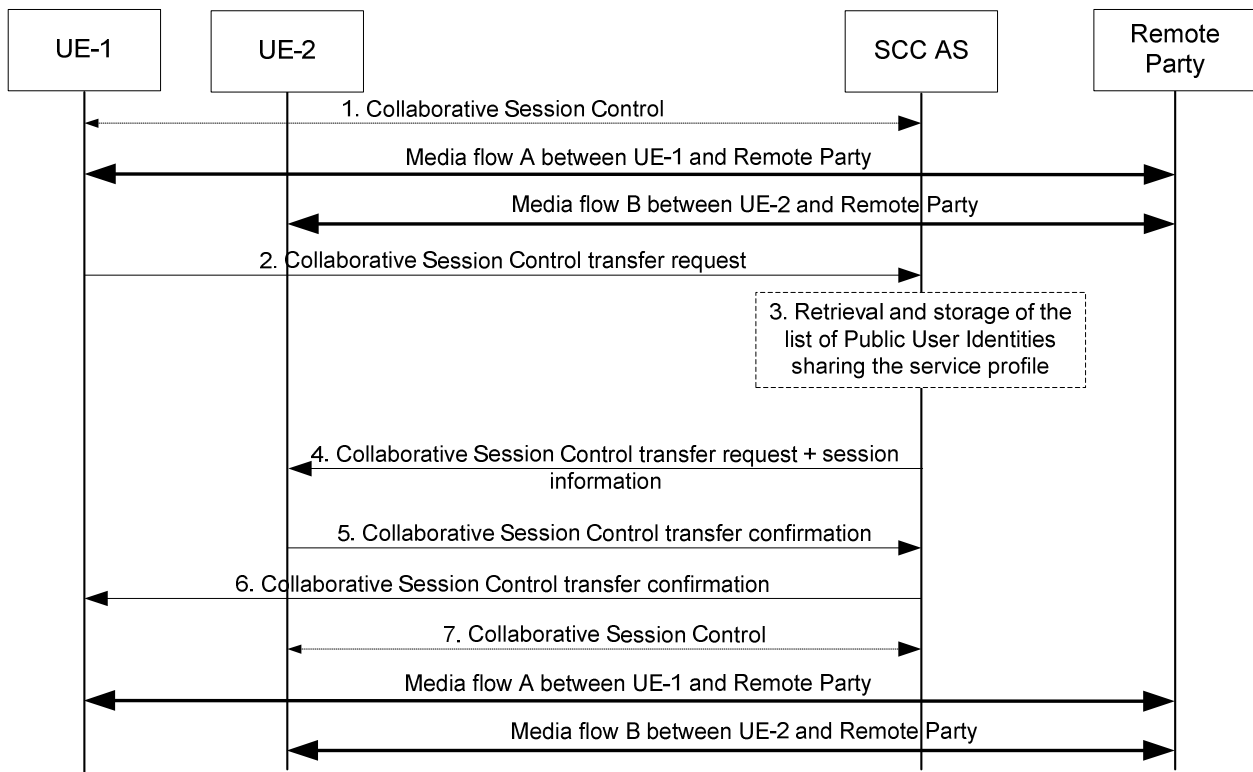 UE-1
UE-2
SCC AS
Remote
Party
1. Collaborative Session Control
Media flow A between UE-1 and Remote Party
Media flow B between UE-2 and Remote Party
2. Collaborative Session Control transfer request
3. Retrieval and storage of the
list of Public User Identities
sharing the service profile
4. Collaborative Session Control transfer request + session
information
5. Collaborative Session Control transfer confirmation
6. Collaborative Session Control transfer confirmation
7. Collaborative Session Control
Media flow A between UE-1 and Remote Party
Media flow B between UE-2 and Remote Party